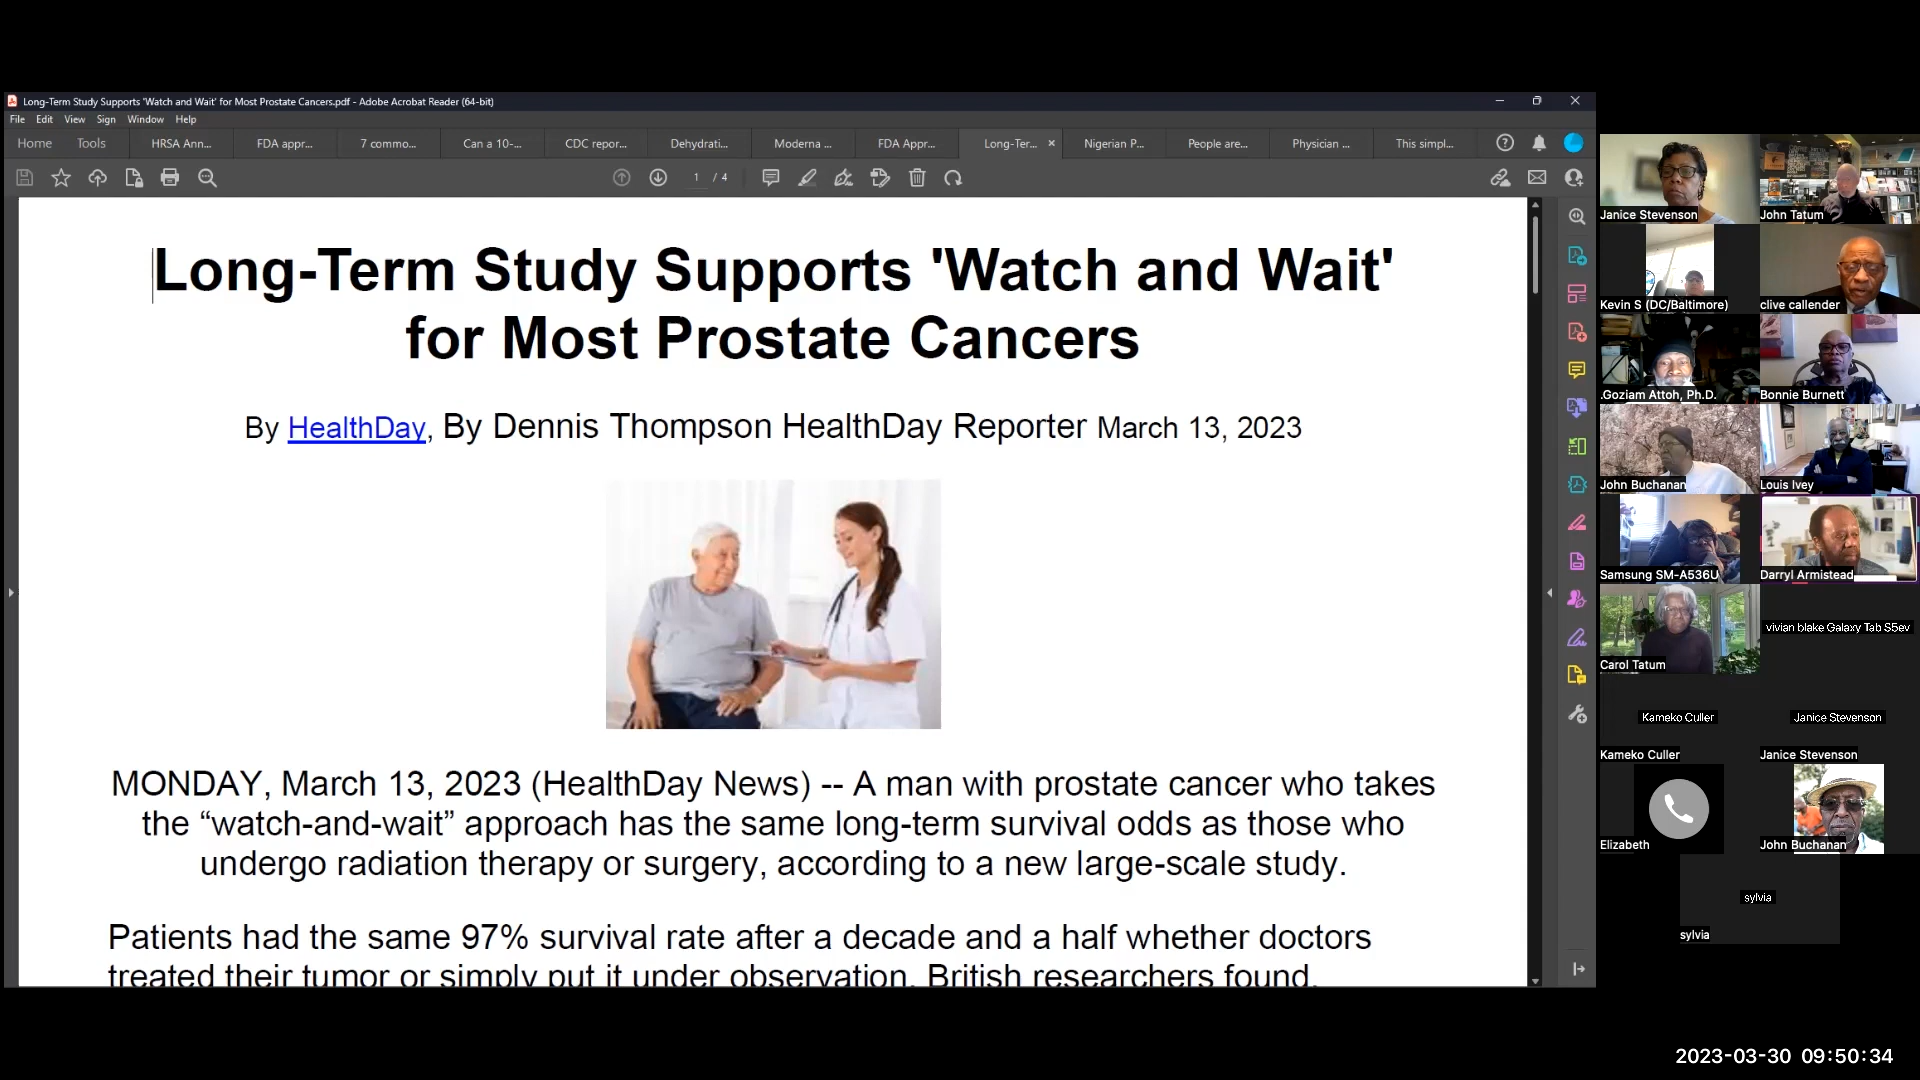 Long-Term Study Supports 'Watch and Wait' for Most Prostate Cancers.pdf - Adobe Acrobat Reader (64-bit)
File Edit View Sign Window Help
Home Tools HRSA Ann... FDA appr... 7 commo... Can a 10-... CDC repor... Dehydrati... Moderna ... FDA Appr... Long-Ter... Nigerian P... People are... Physician ... This simpl...
1 / 4
Long-Term Study Supports 'Watch and Wait'
for Most Prostate Cancers
By HealthDay, By Dennis Thompson HealthDay Reporter March 13, 2023
MONDAY, March 13, 2023 (HealthDay News) -- A man with prostate cancer who takes
the “watch-and-wait” approach has the same long-term survival odds as those who
undergo radiation therapy or surgery, according to a new large-scale study.
Patients had the same 97% survival rate after a decade and a half whether doctors
treated their tumor or simply put it under observation, British researchers found.
Janice Stevenson
John Tatum
Kevin S (DC/Baltimore)
clive callender
.Goziam Attoh, Ph.D.
Bonnie Burnett
John Buchanan
Louis Ivey
Samsung SM-A536U
Darryl Armistead
Carol Tatum
vivian blake Galaxy Tab S5ev
Kameko Culler
Janice Stevenson
Kameko Culler
Janice Stevenson
Elizabeth
John Buchanan
sylvia
sylvia
2023-03-30 09:50:34